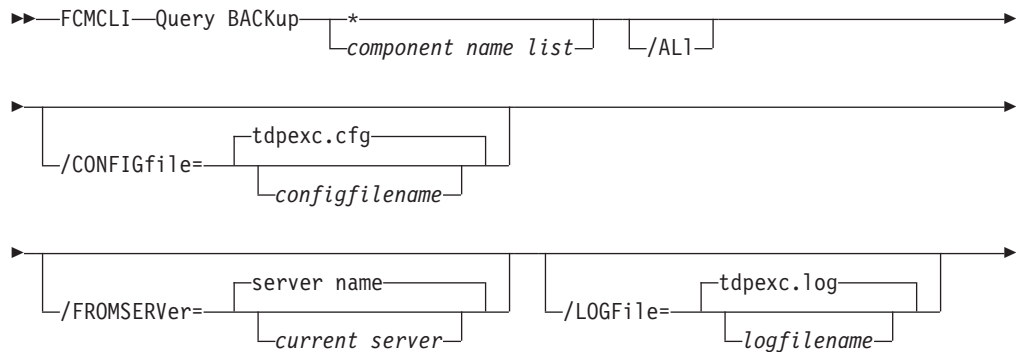 FCMCLI Query BACKup *
component name list /ALl
tdpexc.cfg
/CONFIGfile=
configfilename
server name tdpexc.log
/FROMSERVer= /LOGFile=
current server logfilename